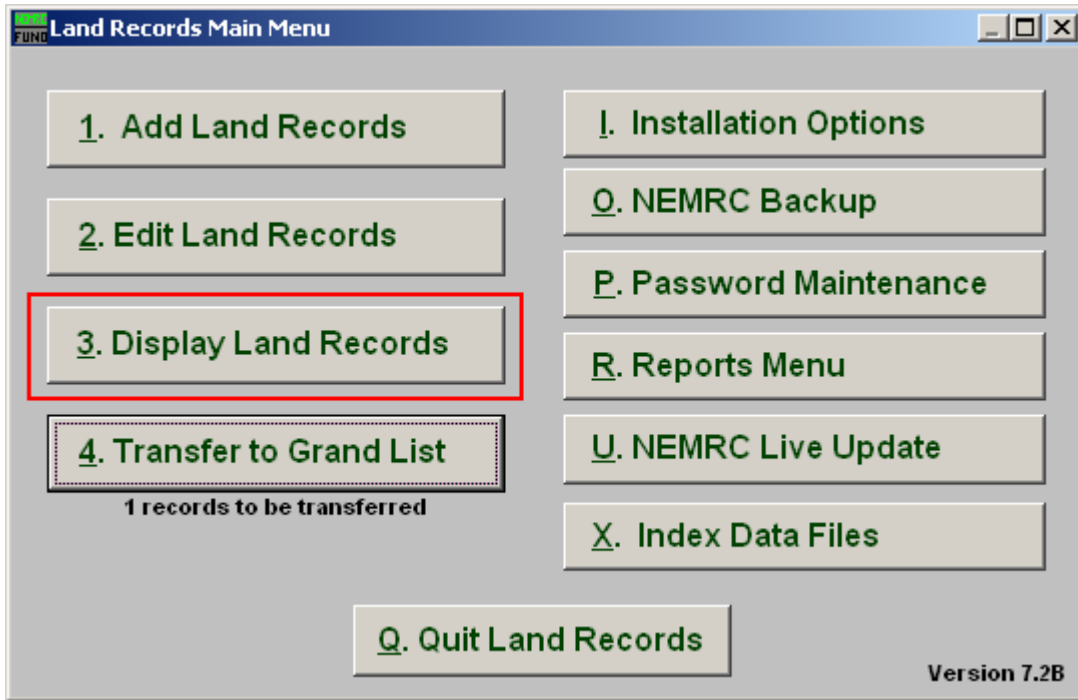 NEMRC
FUND
Land Records Main Menu
1. Add Land Records
2. Edit Land Records
3. Display Land Records
4. Transfer to Grand List
1 records to be transferred
I. Installation Options
O. NEMRC Backup
P. Password Maintenance
R. Reports Menu
U. NEMRC Live Update
X. Index Data Files
Q. Quit Land Records
Version 7.2B